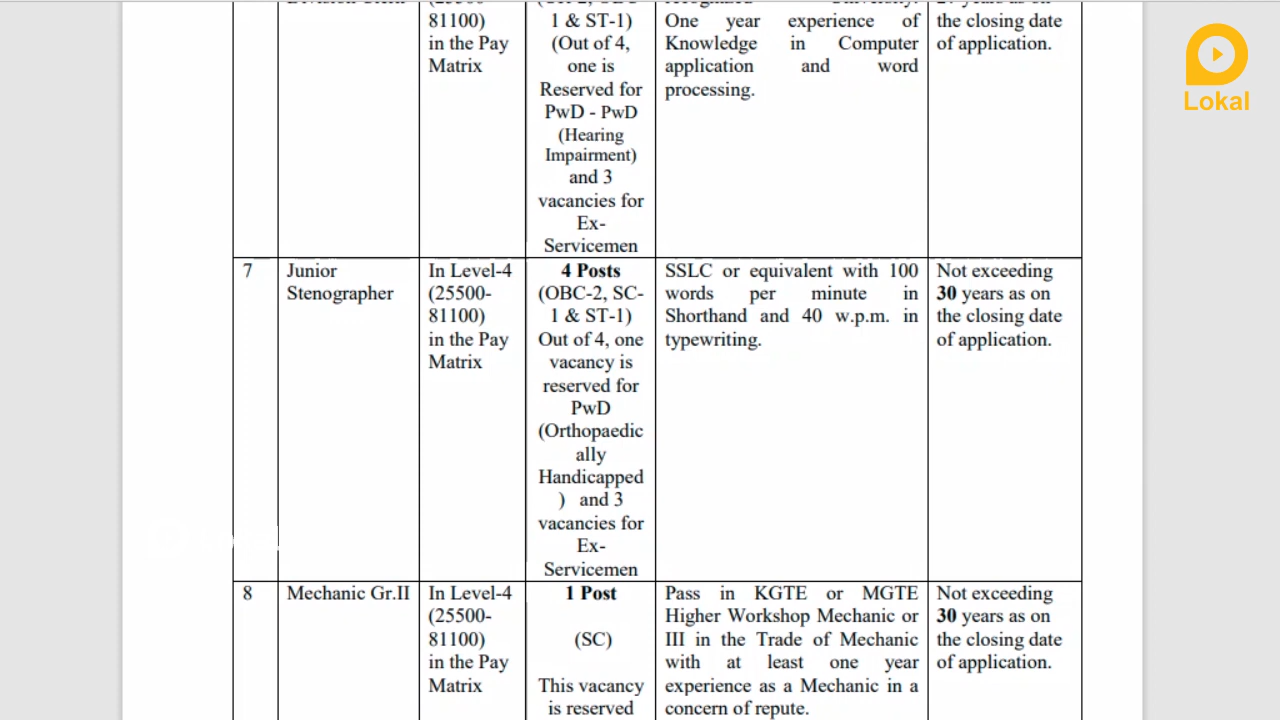 81100)
in the Pay
Matrix
1 & ST-1)
(Out of 4,
one is
Reserved for
PwD - PwD
(Hearing
Impairment)
and 3
vacancies for
Ex-
Servicemen
One year experience of
Knowledge in Computer
application and word
processing.
the closing date
of application.
7
Junior
Stenographer
In Level-4
(25500-
81100)
in the Pay
Matrix
4 Posts
(OBC-2, SC-
1 & ST-1)
Out of 4, one
vacancy is
reserved for
PwD
(Orthopaedic
ally
Handicapped
) and 3
vacancies for
Ex-
Servicemen
SSLC or equivalent with 100
words per minute in
Shorthand and 40 w.p.m. in
typewriting.
Not exceeding
30 years as on
the closing date
of application.
8
Mechanic Gr.II
In Level-4
(25500-
81100)
in the Pay
Matrix
1 Post
(SC)
This vacancy
is reserved
Pass in KGTE or MGTE
Higher Workshop Mechanic or
III in the Trade of Mechanic
with at least one year
experience as a Mechanic in a
concern of repute.
Not exceeding
30 years as on
the closing date
of application.
Lokal